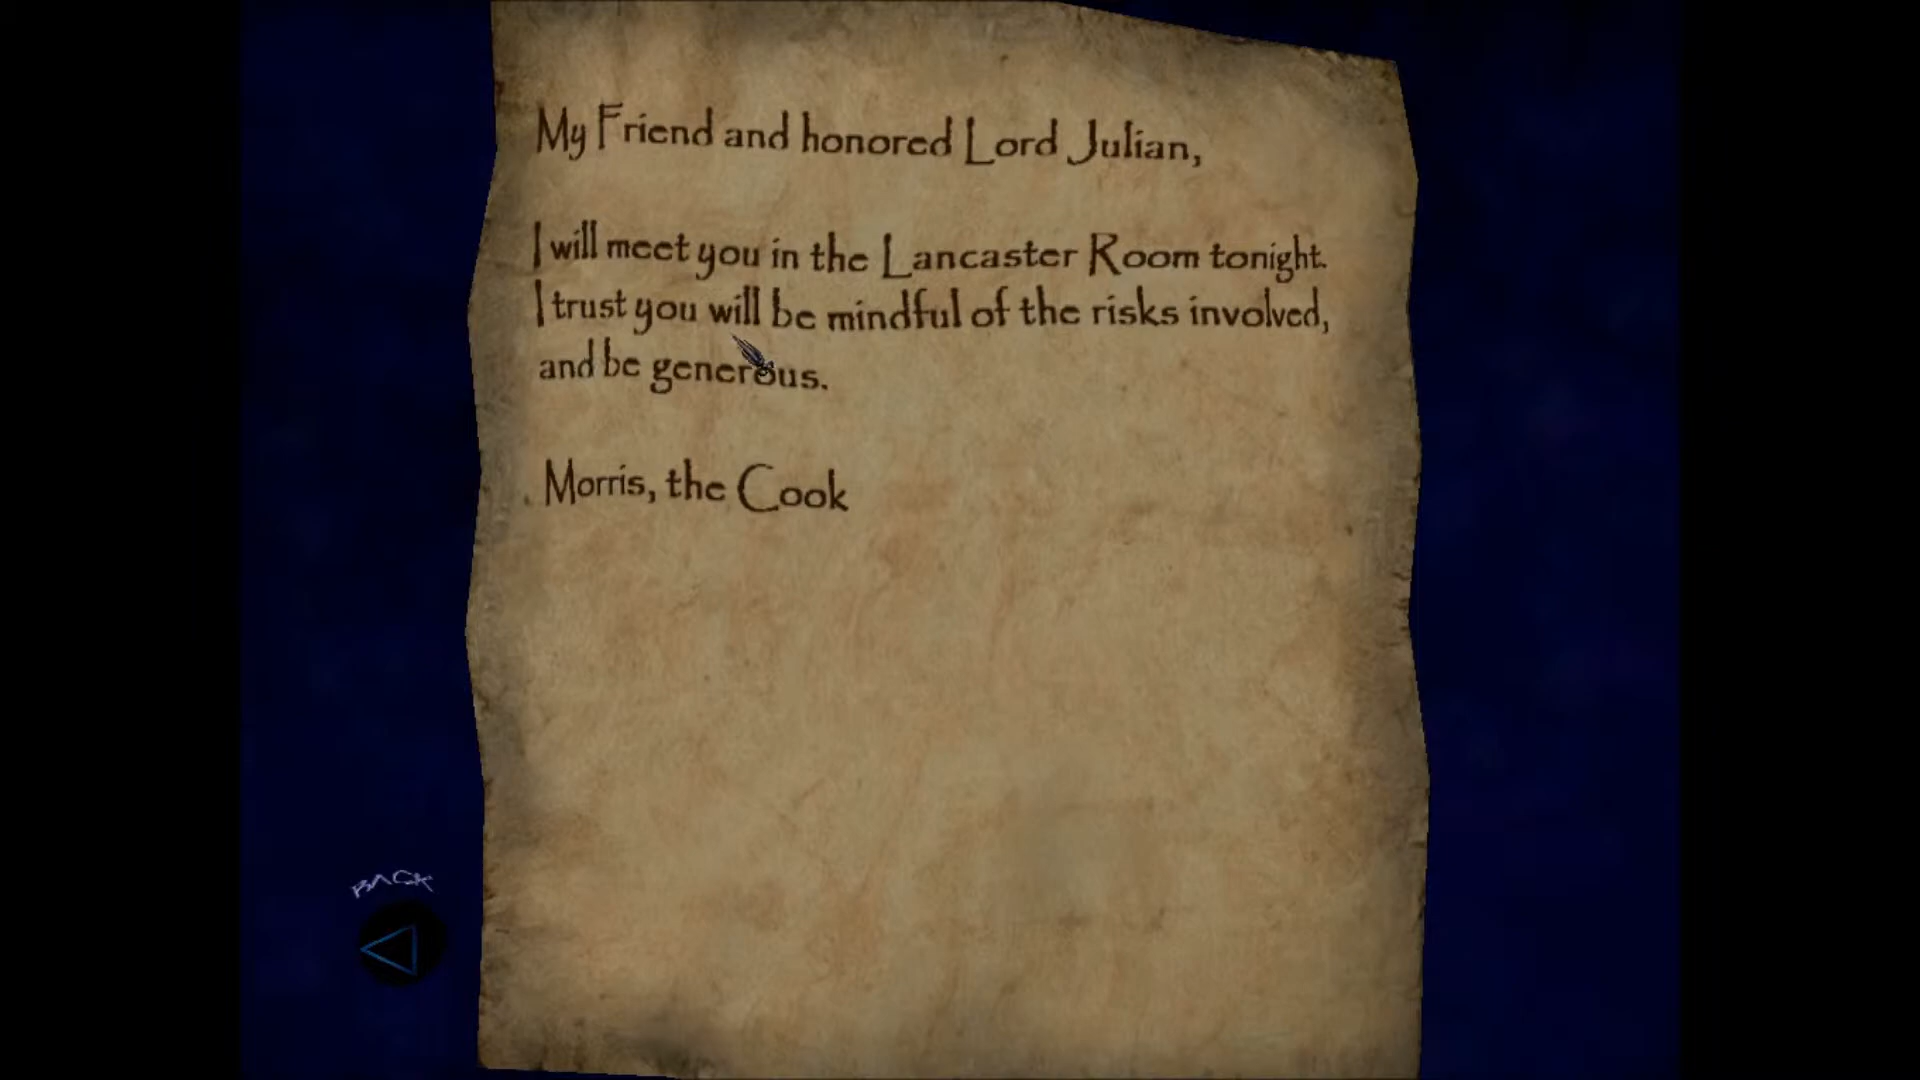 My Friend and honored Lord Julian,
I will meet you in the Lancaster Room tonight.
I trust you will be mindful of the risks involved,
and be generous.
Morris, the Cook
BACK